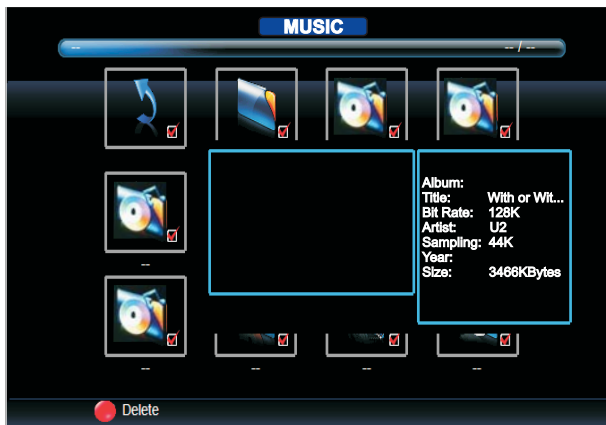 MUSIC
-- -- / --
Album:
Title: With or Wit...
Bit Rate: 128K
Artist: U2
Sampling: 44K
Year:
Size: 3466KBytes
--
-- -- -- --
Delete